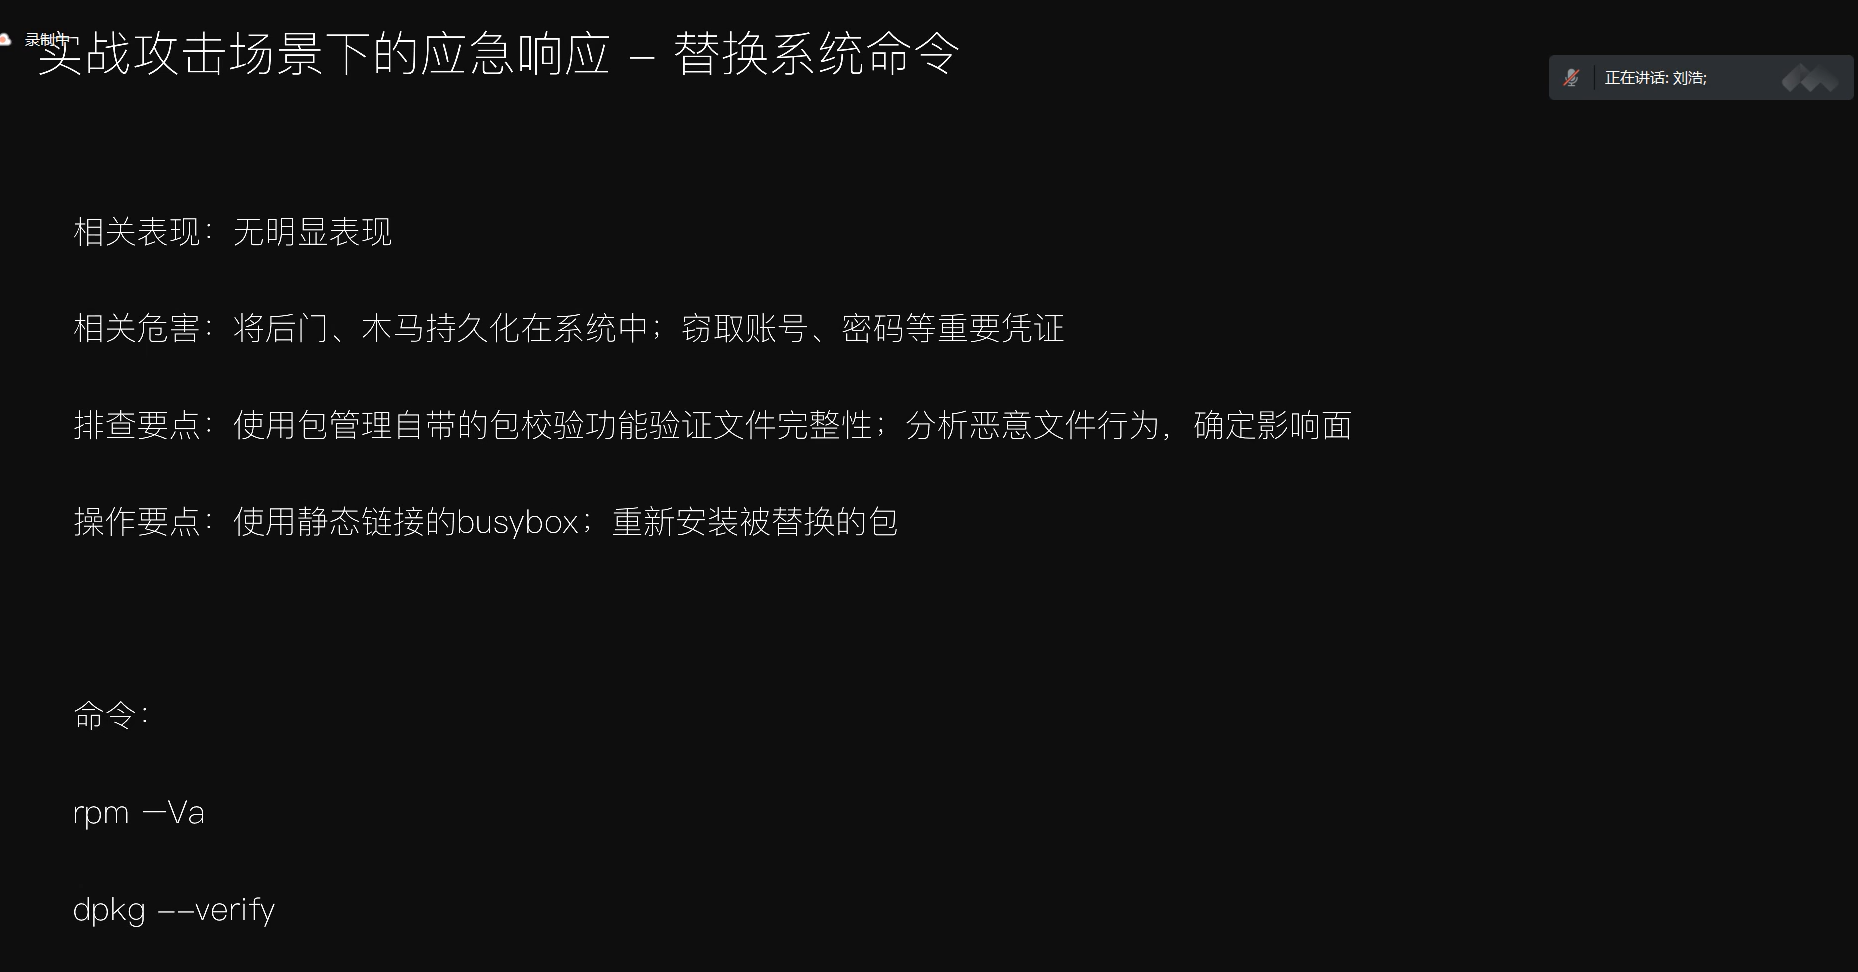 录制中
实战攻击场景下的应急响应 - 替换系统命令
正在讲话: 刘浩;
相关表现：无明显表现
相关危害：将后门、木马持久化在系统中；窃取账号、密码等重要凭证
排查要点：使用包管理自带的包校验功能验证文件完整性；分析恶意文件行为，确定影响面
操作要点：使用静态链接的busybox；重新安装被替换的包
命令：
rpm —Va
dpkg --verify